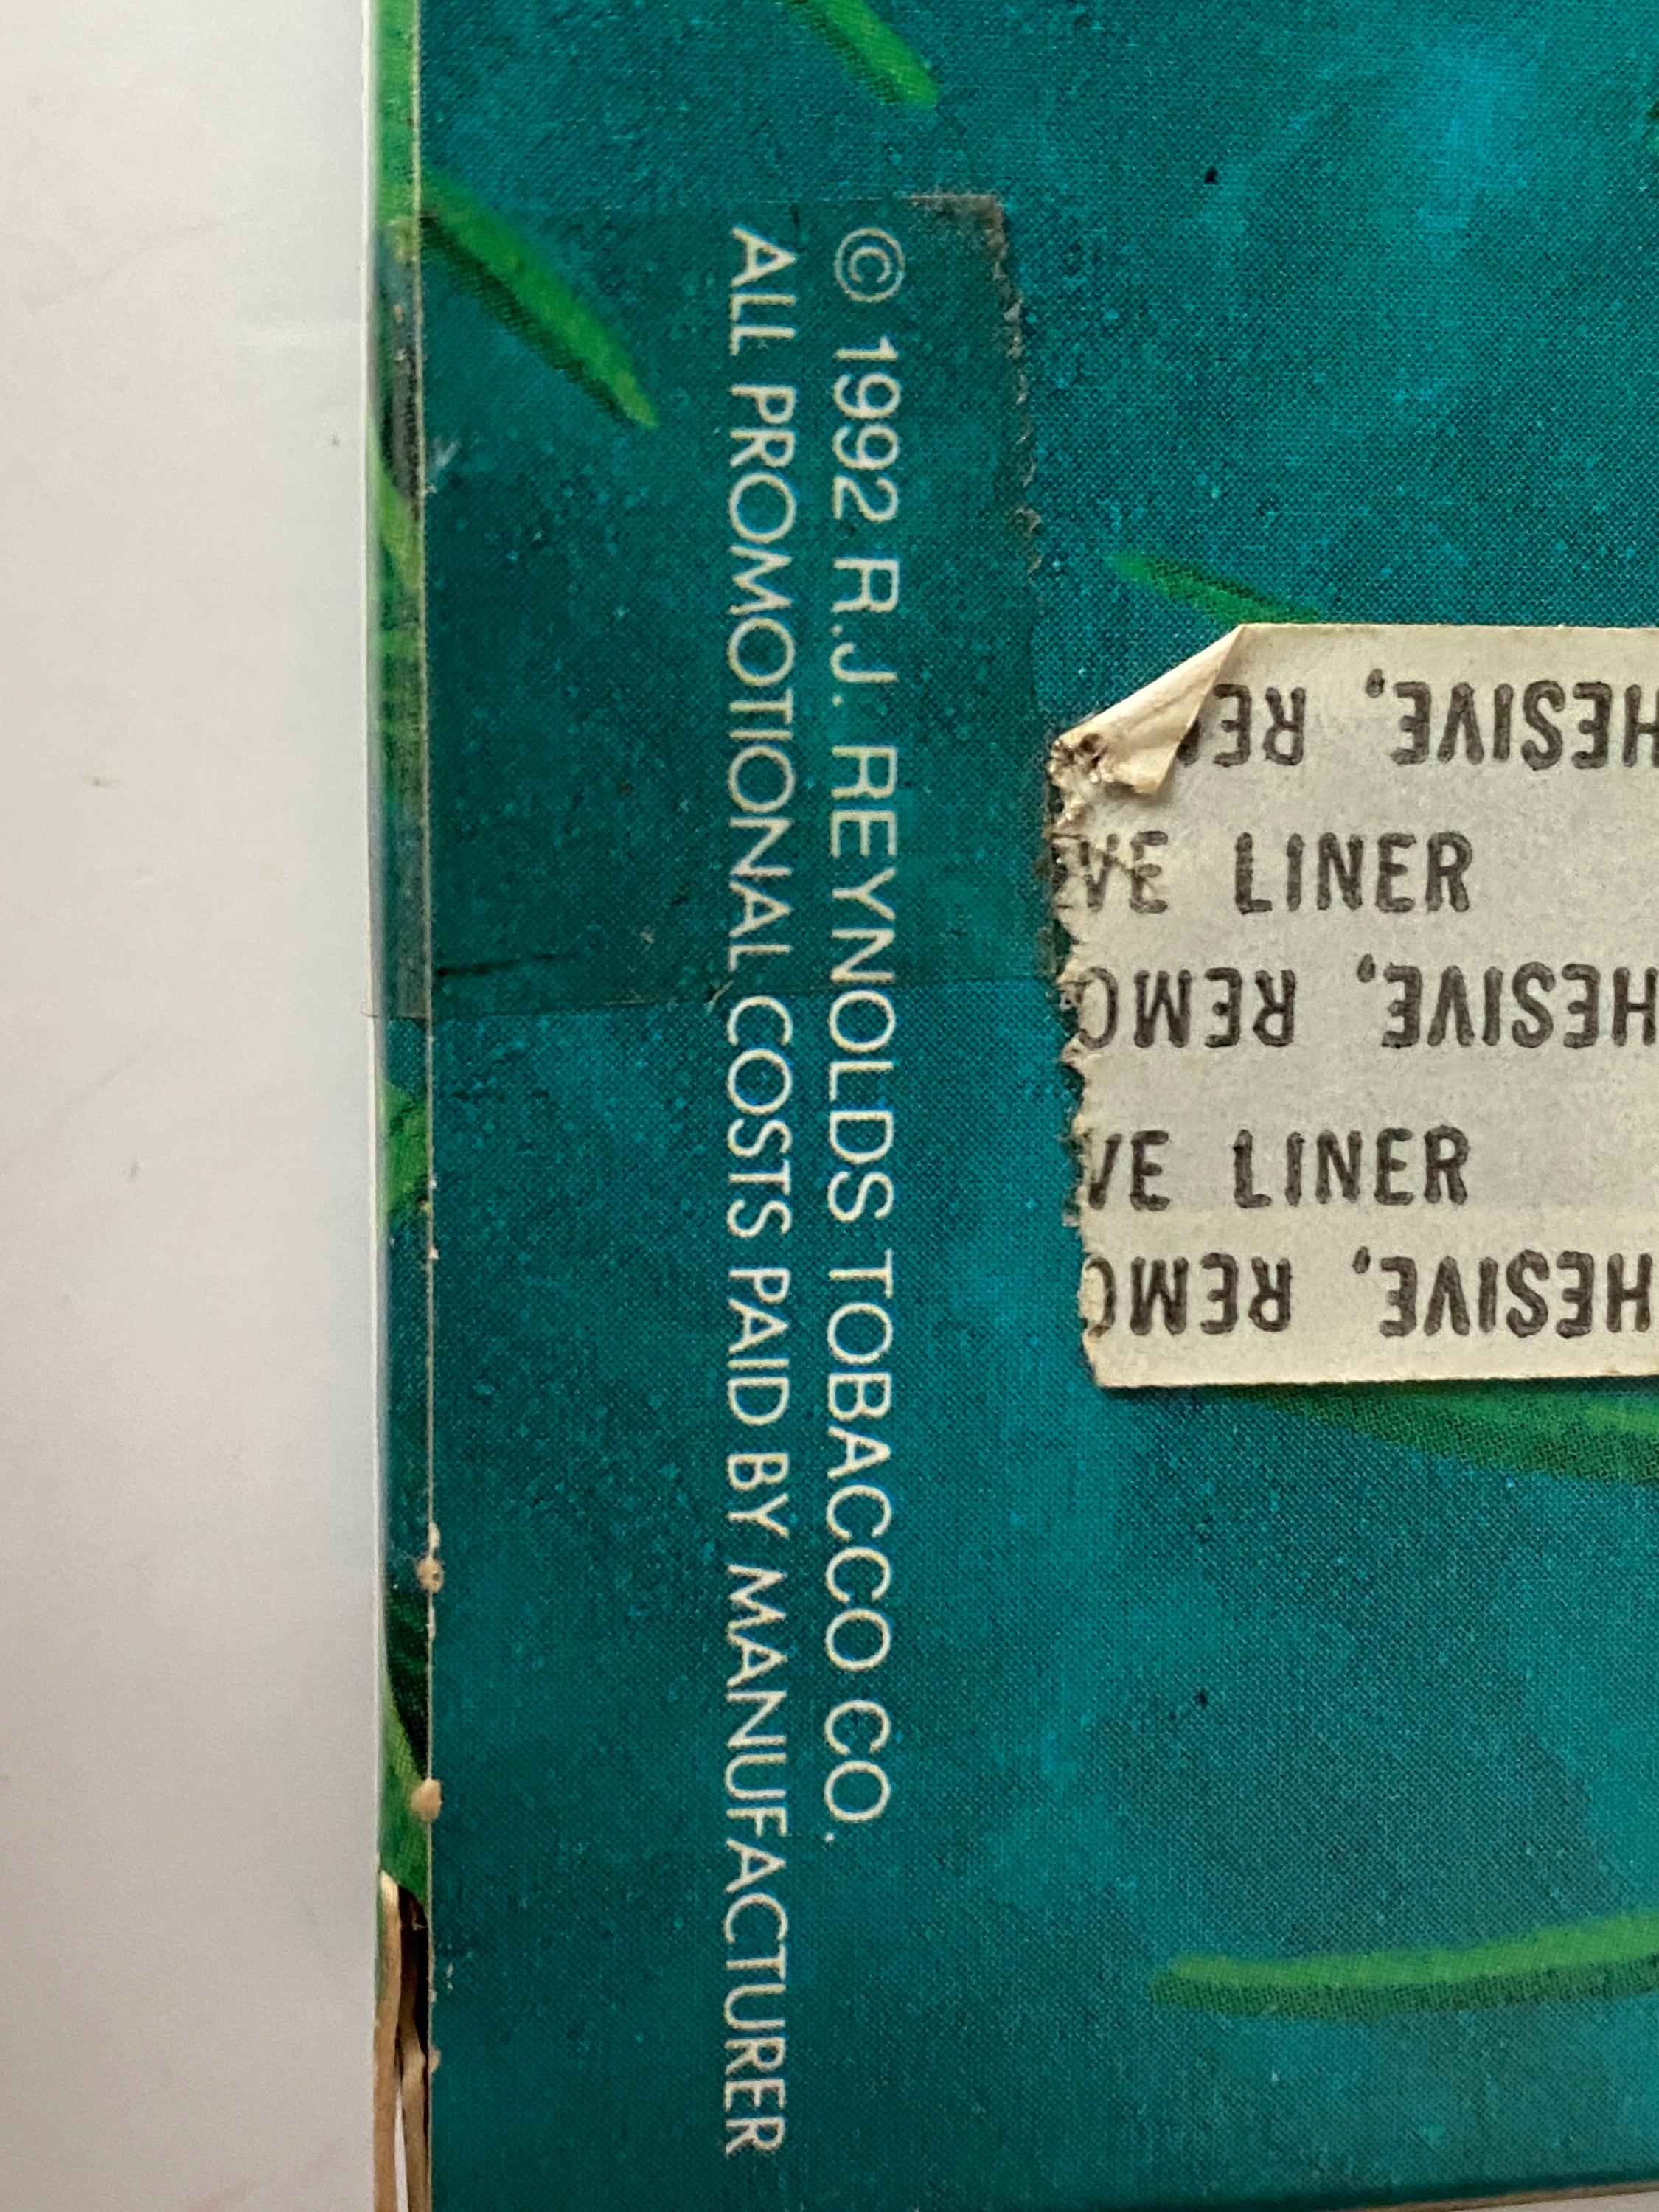 © 1992 R.J. REYNOLDS TOBACCO CO.
ALL PROMOTIONAL COSTS PAID BY MANUFACTURER
HESIVE, RE
VE LINER
HESIVE, REMO
VE LINER
HESIVE, REMO